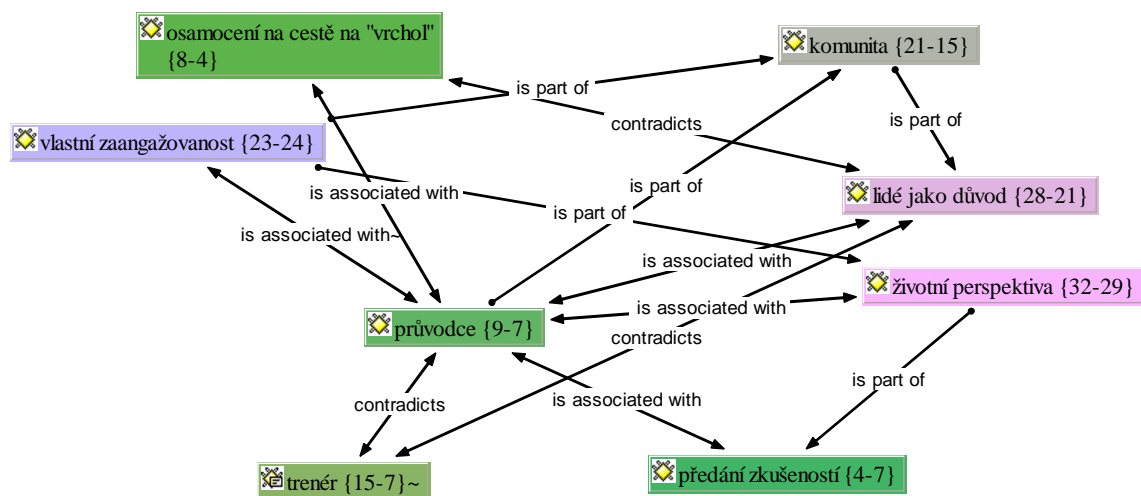 osamocení na cestě na "vrchol"
{8-4}
komunita {21-15}
is part of
contradicts
is part of
vlastní zaangažovanost {23-24}
is associated with
is part of
lidé jako důvod {28-21}
is part of
is associated with~
is associated with
životní perspektiva {32-29}
is associated with
průvodce {9-7}
contradicts
is part of
contradicts
is associated with
trenér {15-7}~
předání zkušeností {4-7}